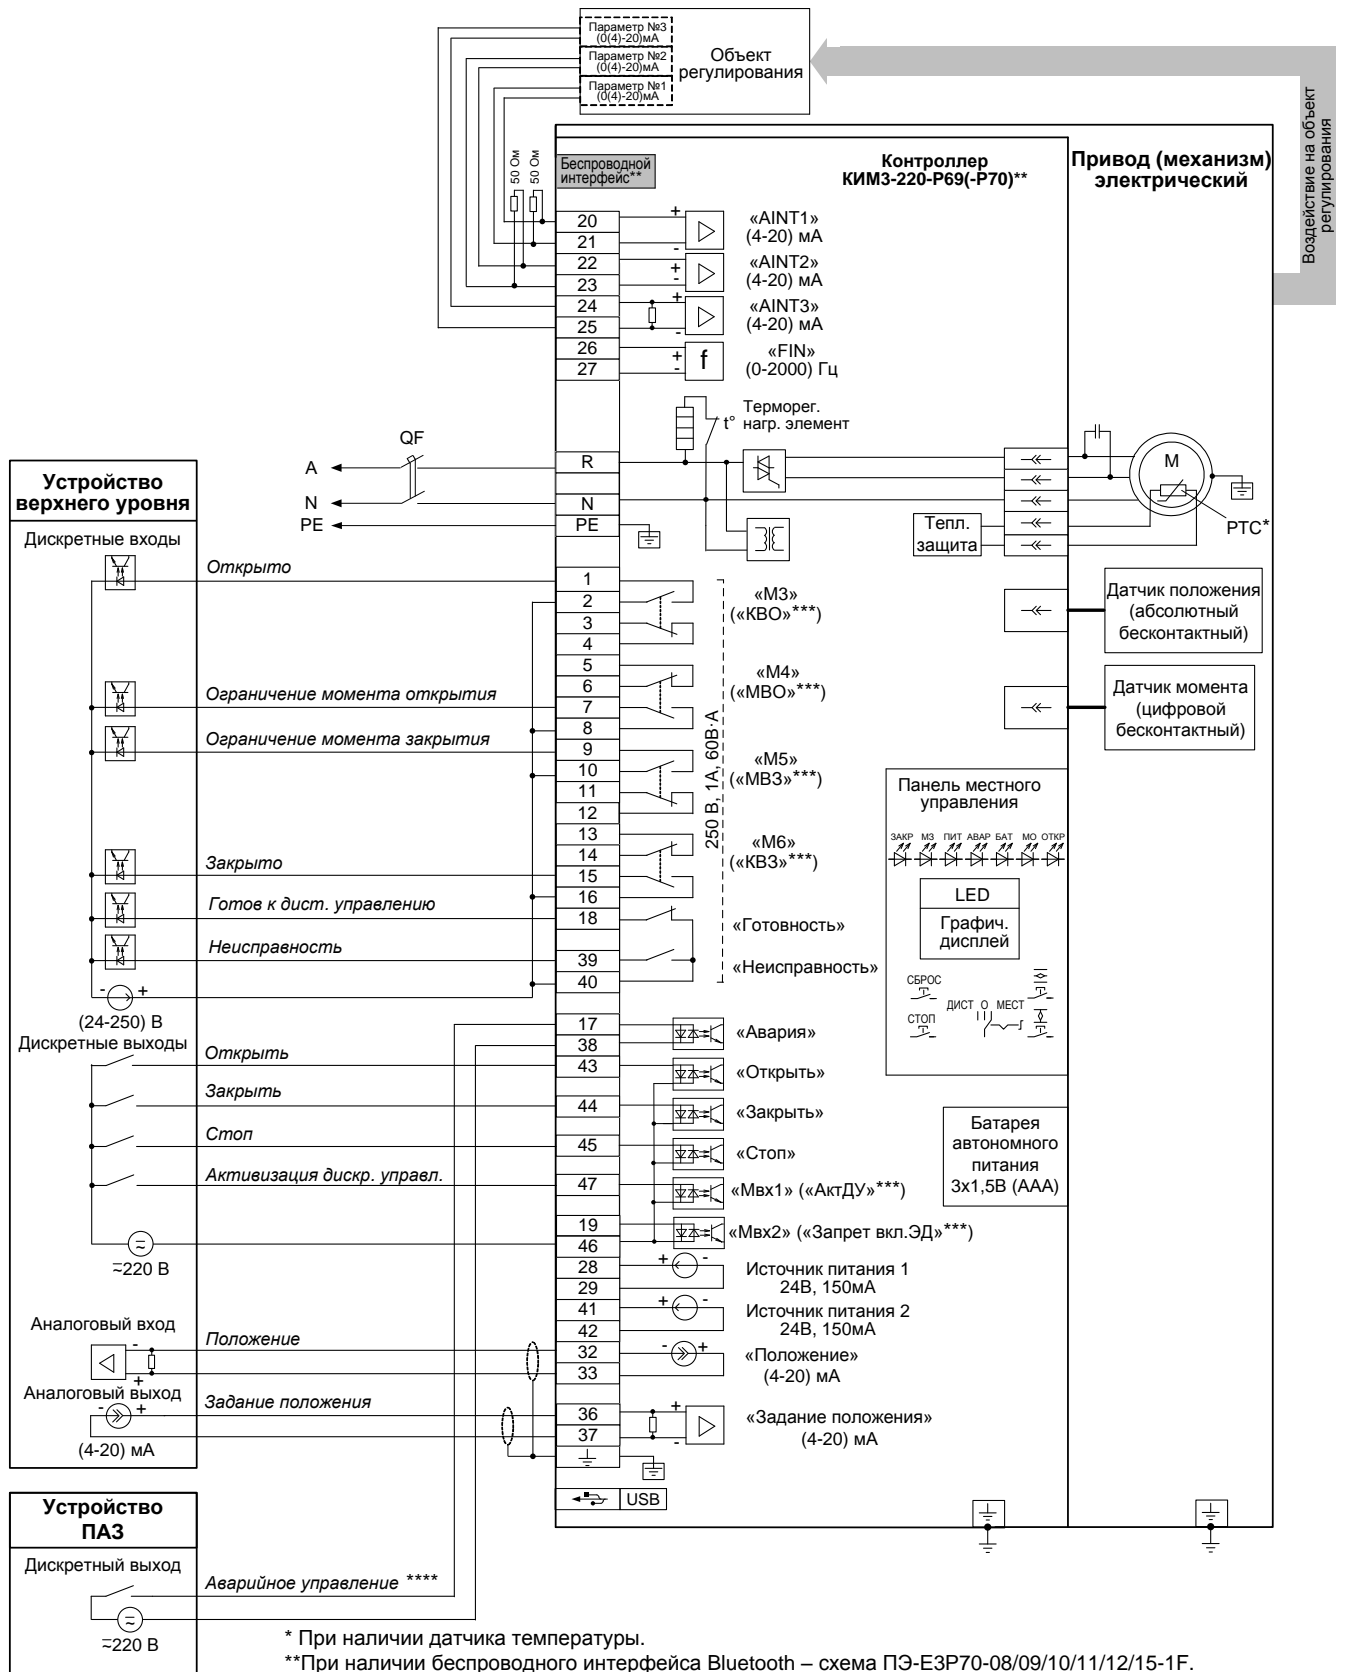 Параметр №3
(0(4)-20)мА
Параметр №2
(0(4)-20)мА
Параметр №1
(0(4)-20)мА
Объект
регулирования
Воздействие на объект
регулирования
50 Ом
50 Ом
Беспроводной
интерфейс**
Контроллер
КИМ3-220-Р69(-Р70)**
Привод (механизм)
электрический
20
21
22
23
24
25
26
27
+
-
«AINT1»
(4-20) мА
+
-
«AINT2»
(4-20) мА
+
-
«AINT3»
(4-20) мА
+
-
f
«FIN»
(0-2000) Гц
t°
Терморег.
нагр. элемент
QF
A
N
PE
R
N
PE
Тепл.
защита
M
PTC*
Датчик положения
(абсолютный
бесконтактный)
Датчик момента
(цифровой
бесконтактный)
Устройство
верхнего уровня
Дискретные входы
Открыто
Ограничение момента открытия
Ограничение момента закрытия
Закрыто
Готов к дист. управлению
Неисправность
- +
(24-250) В
1
2
3
4
5
6
7
8
9
10
11
12
13
14
15
16
18
39
40
«М3»
(«КВО»***)
«М4»
(«МВО»***)
«М5»
(«МВЗ»***)
«М6»
(«КВЗ»***)
«Готовность»
«Неисправность»
250 В, 1А, 60В·А
Панель местного
управления
ЗАКР МЗ ПИТ АВАР БАТ МО ОТКР
LED
Графич.
дисплей
СБРОС
СТОП
ДИСТ О МЕСТ
Дискретные выходы
Открыть
Закрыть
Стоп
Активизация дискр. управл.
≂220 В
17
38
43
44
45
47
19
46
28
29
41
42
32
33
36
37
«Авария»
«Открыть»
«Закрыть»
«Стоп»
«Мвх1» («АктДУ»***)
«Мвх2» («Запрет вкл.ЭД»***)
+ -
Источник питания 1
24В, 150мА
+ -
Источник питания 2
24В, 150мА
- +
«Положение»
(4-20) мА
+
-
«Задание положения»
(4-20) мА
Батарея
автономного
питания
3х1,5В (ААА)
Аналоговый вход
-
+
Положение
Аналоговый выход
- +
Задание положения
(4-20) мА
USB
Устройство
ПАЗ
Дискретный выход
Аварийное управление ****
≂220 В
* При наличии датчика температуры.
**При наличии беспроводного интерфейса Bluetooth – схема ПЭ-Е3Р70-08/09/10/11/12/15-1F.